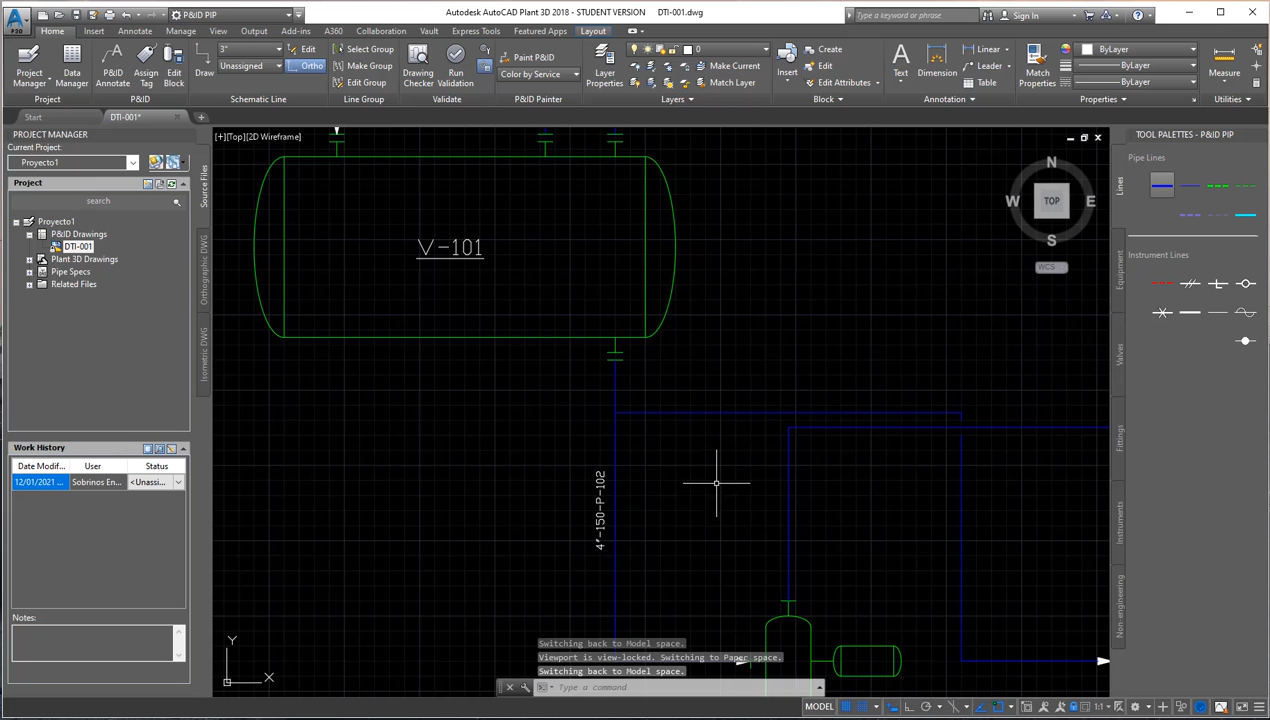 P&ID PIP
Autodesk AutoCAD Plant 3D 2018 - STUDENT VERSION DTI-001.dwg
Type a keyword or phrase
Sign In
P3D
Home Insert Annotate Manage View Output Add-ins A360 Collaboration Vault Express Tools Featured Apps Layout
Project Manager
Data Manager
Project
P&ID Annotate
Assign Tag
Edit Block
P&ID
Draw
3"
Unassigned
Edit
Ortho
Schematic Line
Select Group
Make Group
Edit Group
Line Group
Drawing Checker
Run Validation
Validate
Paint P&ID
Color by Service
P&ID Painter
Layer Properties
0
Make Current
Match Layer
Layers
Insert
Create
Edit
Edit Attributes
Block
Text
Dimension
Linear
Leader
Table
Annotation
Match Properties
ByLayer
ByLayer
ByLayer
Properties
Measure
Utilities
Start
DTI-001*
PROJECT MANAGER
Current Project:
Proyecto1
Project
search
Proyecto1
P&ID Drawings
DTI-001
Plant 3D Drawings
Pipe Specs
Related Files
Source Files
Orthographic DWG
Isometric DWG
Work History
Date Modif... User Status
12/01/2021 ... Sobrinos En... <Unassi...
Notes:
[+][Top][2D Wireframe]
V-101
4"-150-P-102
Y
X
N
W TOP E
S
WCS
Switching back to Model space.
Viewport is view-locked. Switching to Paper space.
Switching back to Model space.
Type a command
TOOL PALETTES - P&ID PIP
Pipe Lines
Instrument Lines
Lines
Equipment
Valves
Fittings
Instruments
Non-engineering
MODEL
1:1